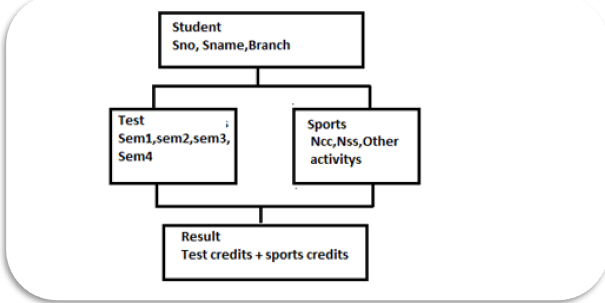 Student
Sno, Sname,Branch
Test ;
Sem1,sem2,sem3,
Sem4
Sports
Ncc,Nss,Other
activitys
Result
Test credits + sports credits